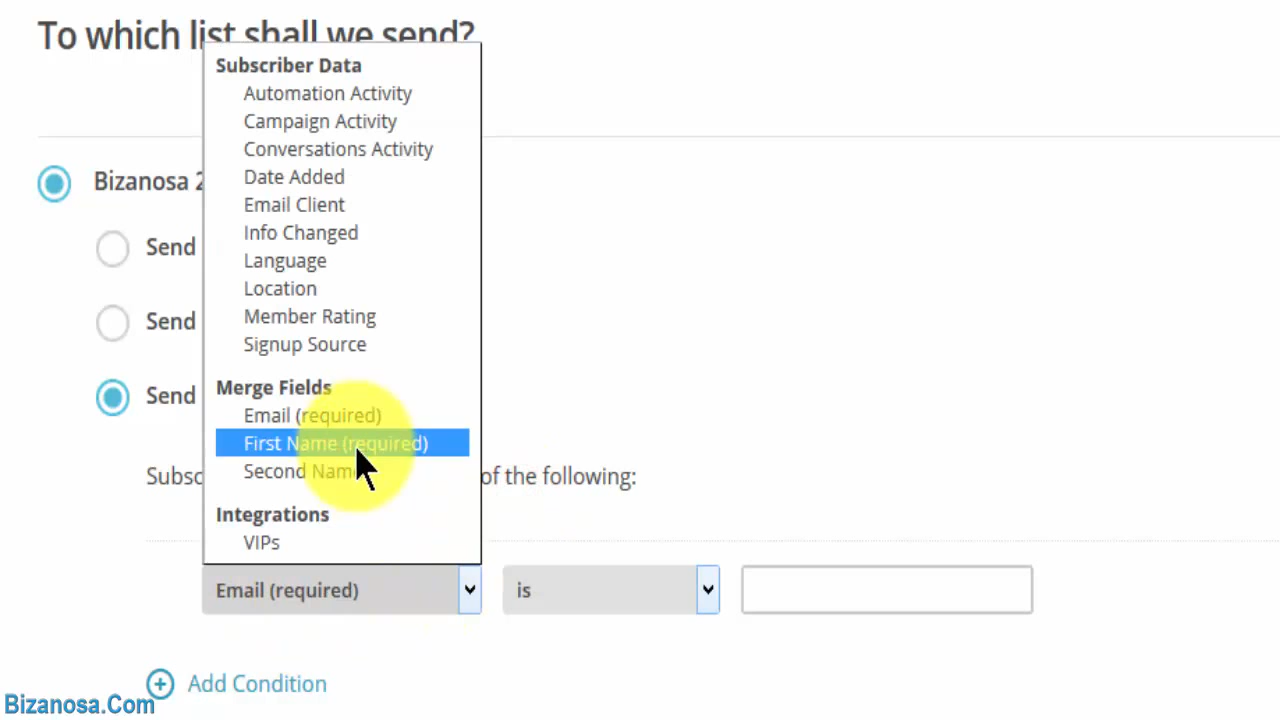 To which list shall we send?
Subscriber Data
Automation Activity
Campaign Activity
Conversations Activity
Date Added
Email Client
Info Changed
Language
Location
Member Rating
Signup Source
Merge Fields
Email (required)
First Name (required)
Second Name
Integrations
VIPs
Bizanosa
Send
Send
Send
of the following:
Email (required)
is
Add Condition
Bizanosa.Com